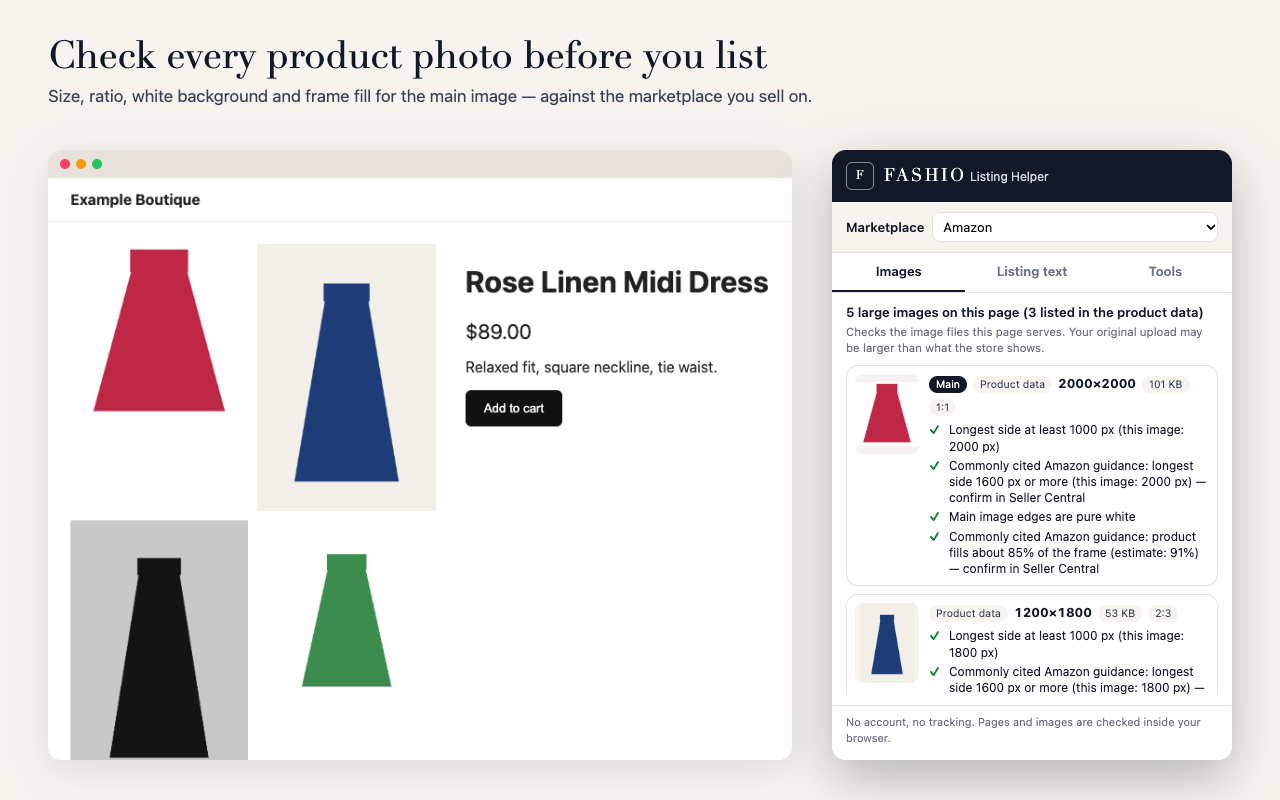 Check every product photo before you list
Size, ratio, white background and frame fill for the main image — against the marketplace you sell on.
Example Boutique
Rose Linen Midi Dress
$89.00
Relaxed fit, square neckline, tie waist.
Add to cart
F FASHIO Listing Helper
Marketplace Amazon
Images Listing text Tools
5 large images on this page (3 listed in the product data)
Checks the image files this page serves. Your original upload may
be larger than what the store shows.
Main Product data 2000×2000 101 KB
1:1
Longest side at least 1000 px (this image:
2000 px)
Commonly cited Amazon guidance: longest
side 1600 px or more (this image: 2000 px) —
confirm in Seller Central
Main image edges are pure white
Commonly cited Amazon guidance: product
fills about 85% of the frame (estimate: 91%)
— confirm in Seller Central
Product data 1200×1800 53 KB 2:3
Longest side at least 1000 px (this image:
1800 px)
Commonly cited Amazon guidance: longest
side 1600 px or more (this image: 1800 px) —
No account, no tracking. Pages and images are checked inside your
browser.